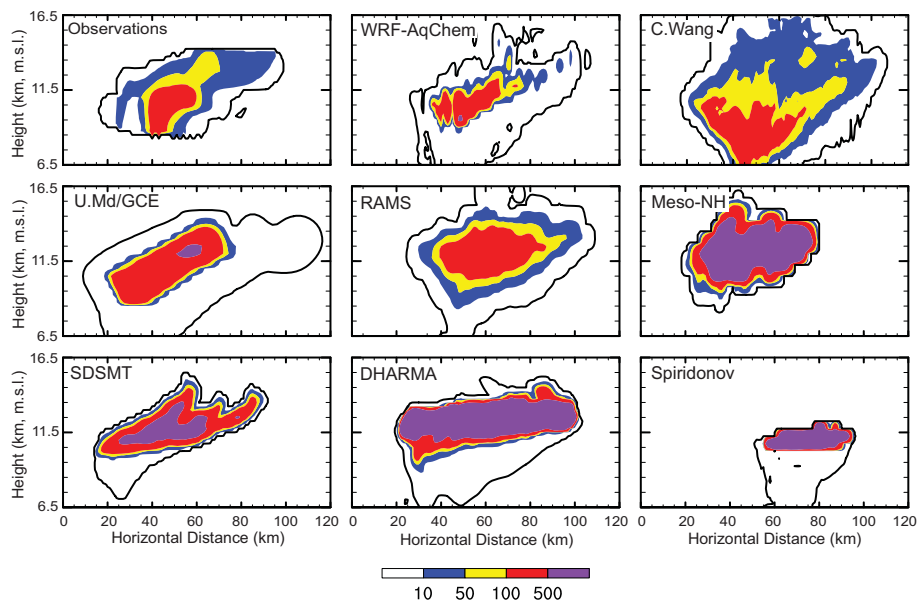 Observations
WRF-AqChem
C.Wang
16.5
11.5
6.5
Height (km, m.s.l.)
U.Md/GCE
RAMS
Meso-NH
16.5
11.5
6.5
Height (km, m.s.l.)
SDSMT
DHARMA
Spiridonov
16.5
11.5
6.5
Height (km, m.s.l.)
0 20 40 60 80 100 120
0 20 40 60 80 100 120
0 20 40 60 80 100 120
Horizontal Distance (km)
Horizontal Distance (km)
Horizontal Distance (km)
10 50 100 500